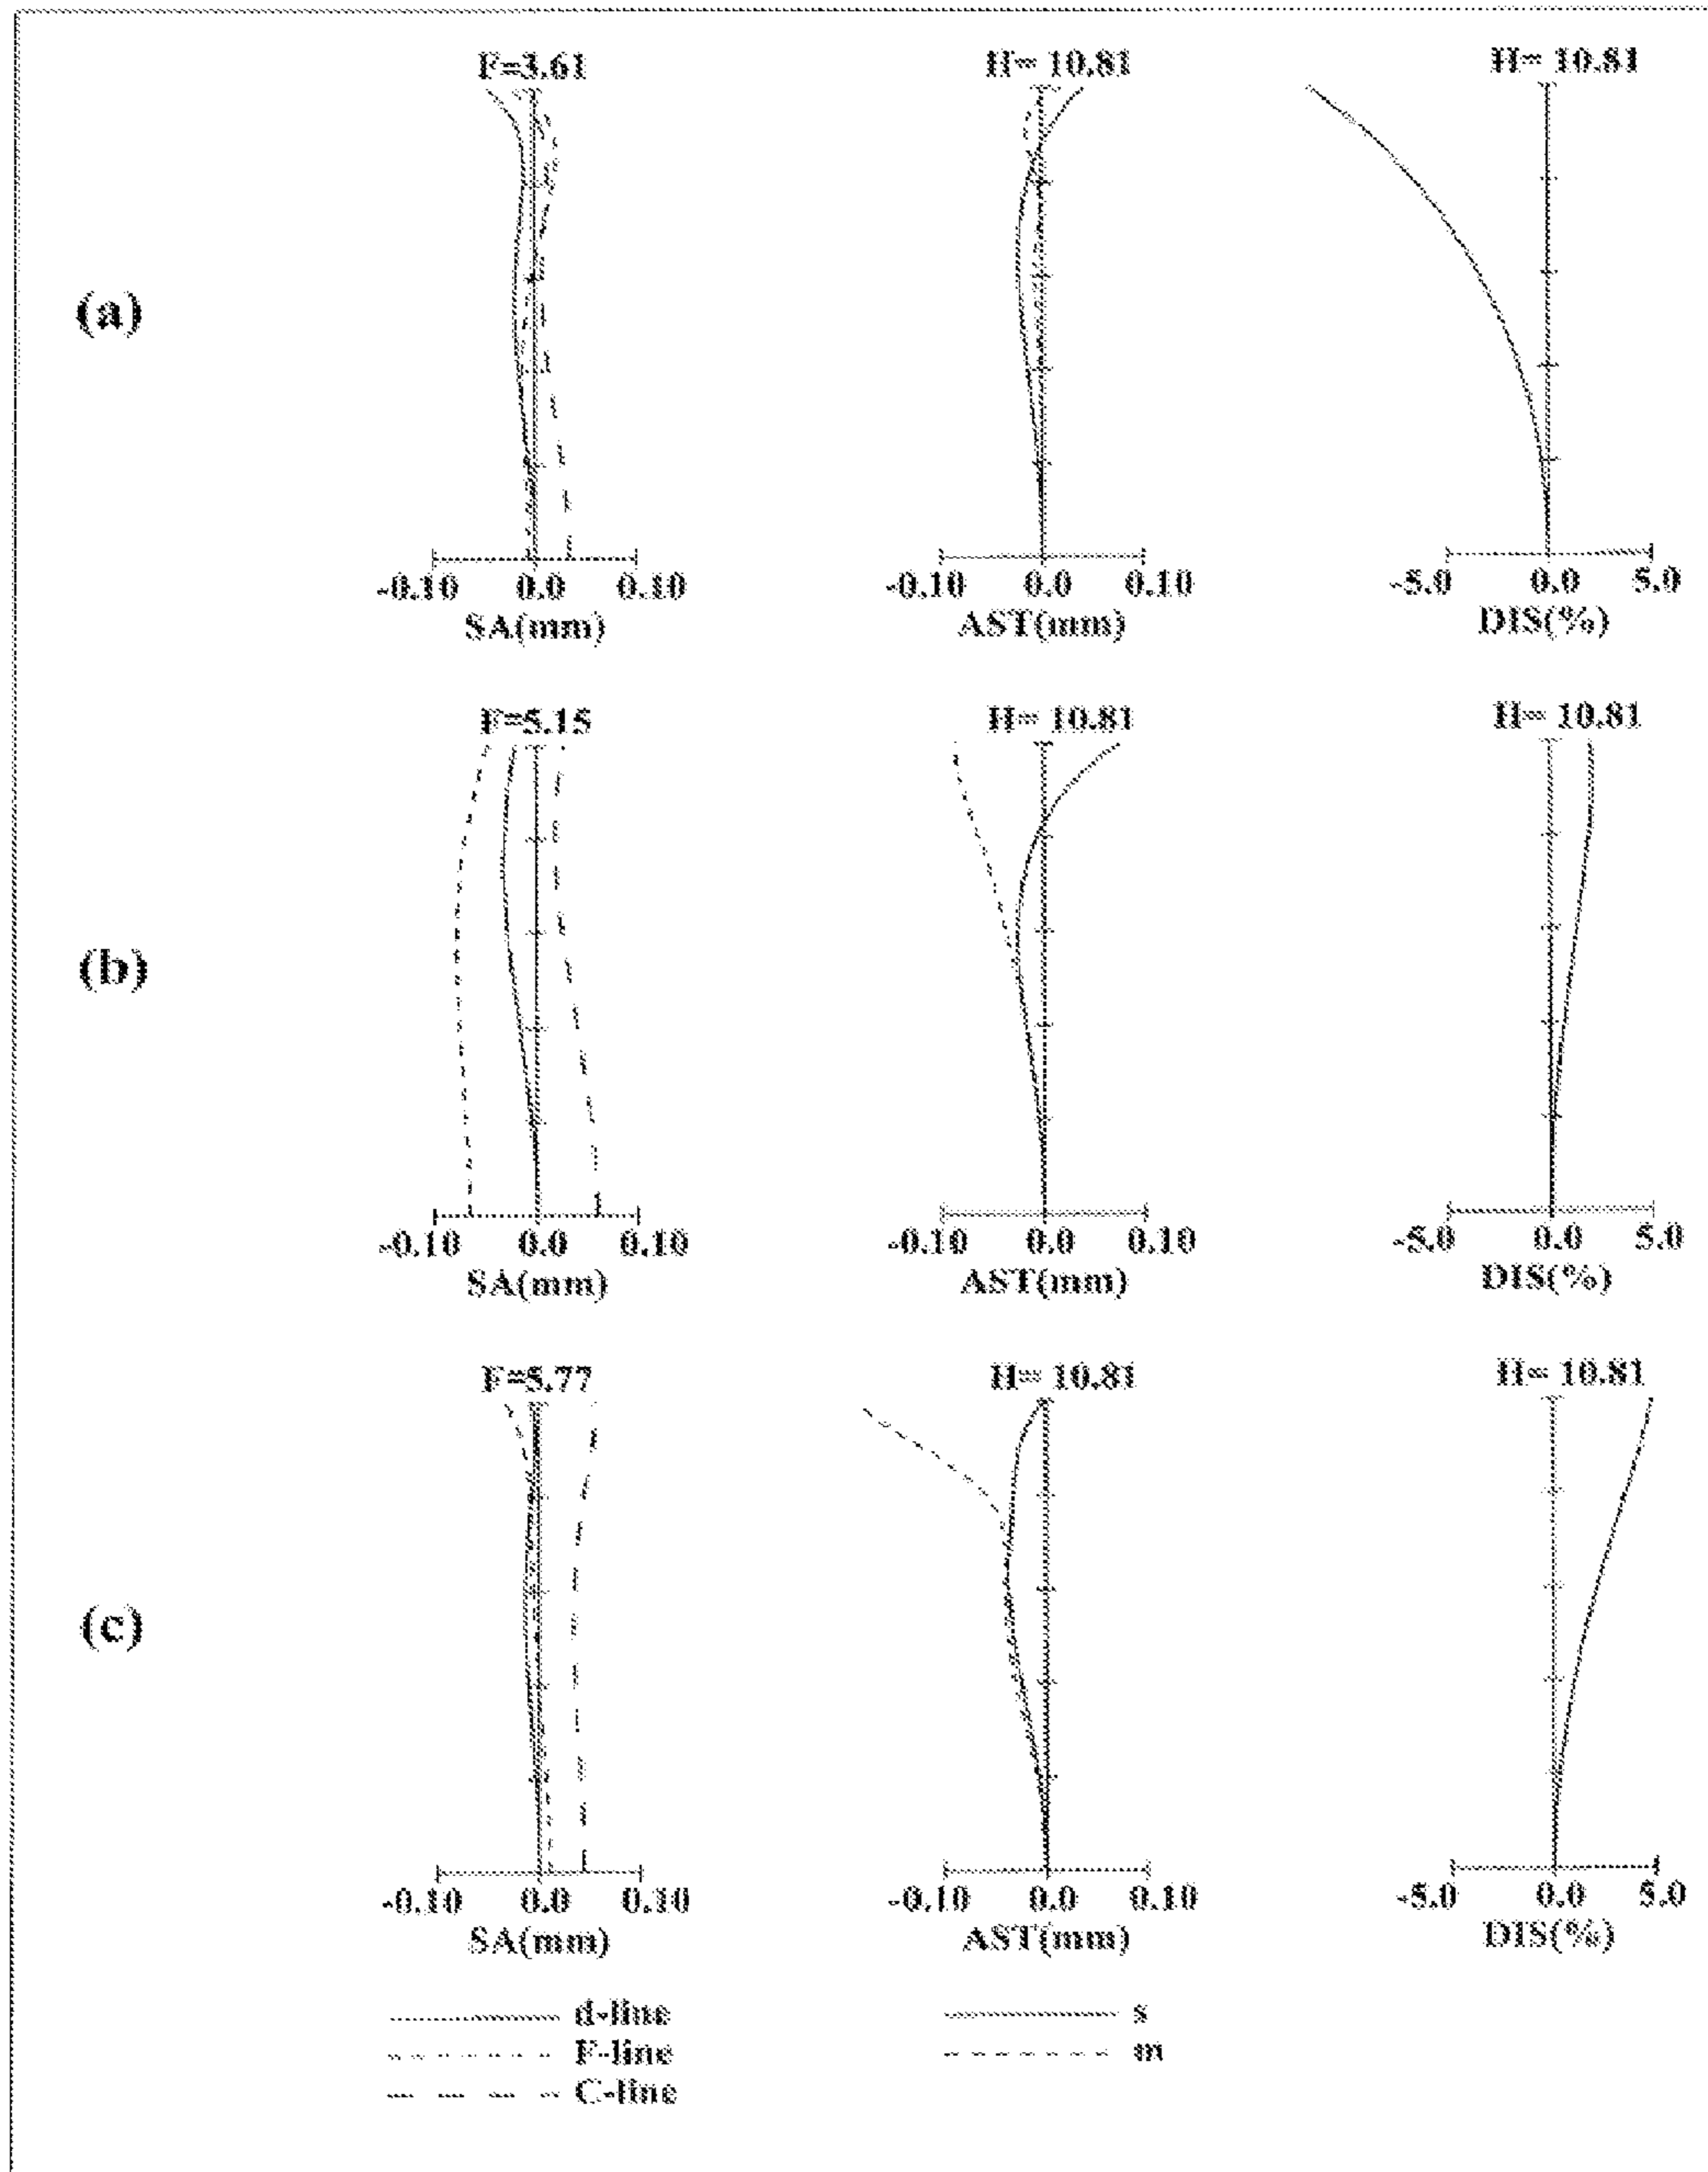 F=3.61 H= 10.81 H= 10.81
(a)
-0.10 0.0 0.10 -0.10 0.0 0.10 -5.0 0.0 5.0
SA(mm) AST(mm) DIS(%)
F=5.15 H= 10.81 H= 10.81
(b)
-0.10 0.0 0.10 -0.10 0.0 0.10 -5.0 0.0 5.0
SA(mm) AST(mm) DIS(%)
F=5.77 H= 10.81 H= 10.81
(c)
-0.10 0.0 0.10 -0.10 0.0 0.10 -5.0 0.0 5.0
SA(mm) AST(mm) DIS(%)
d-line s
F-line m
C-line